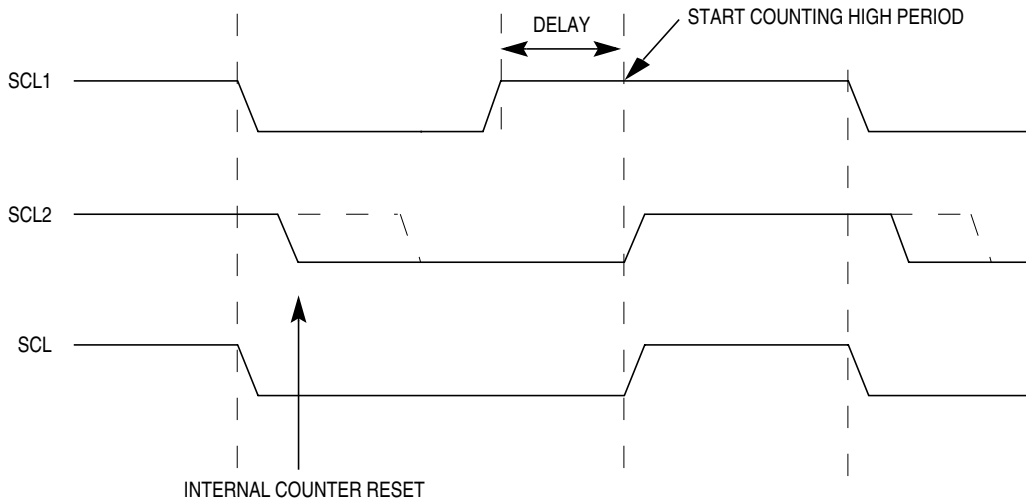 START COUNTING HIGH PERIOD
DELAY
SCL1
SCL2
SCL
INTERNAL COUNTER RESET